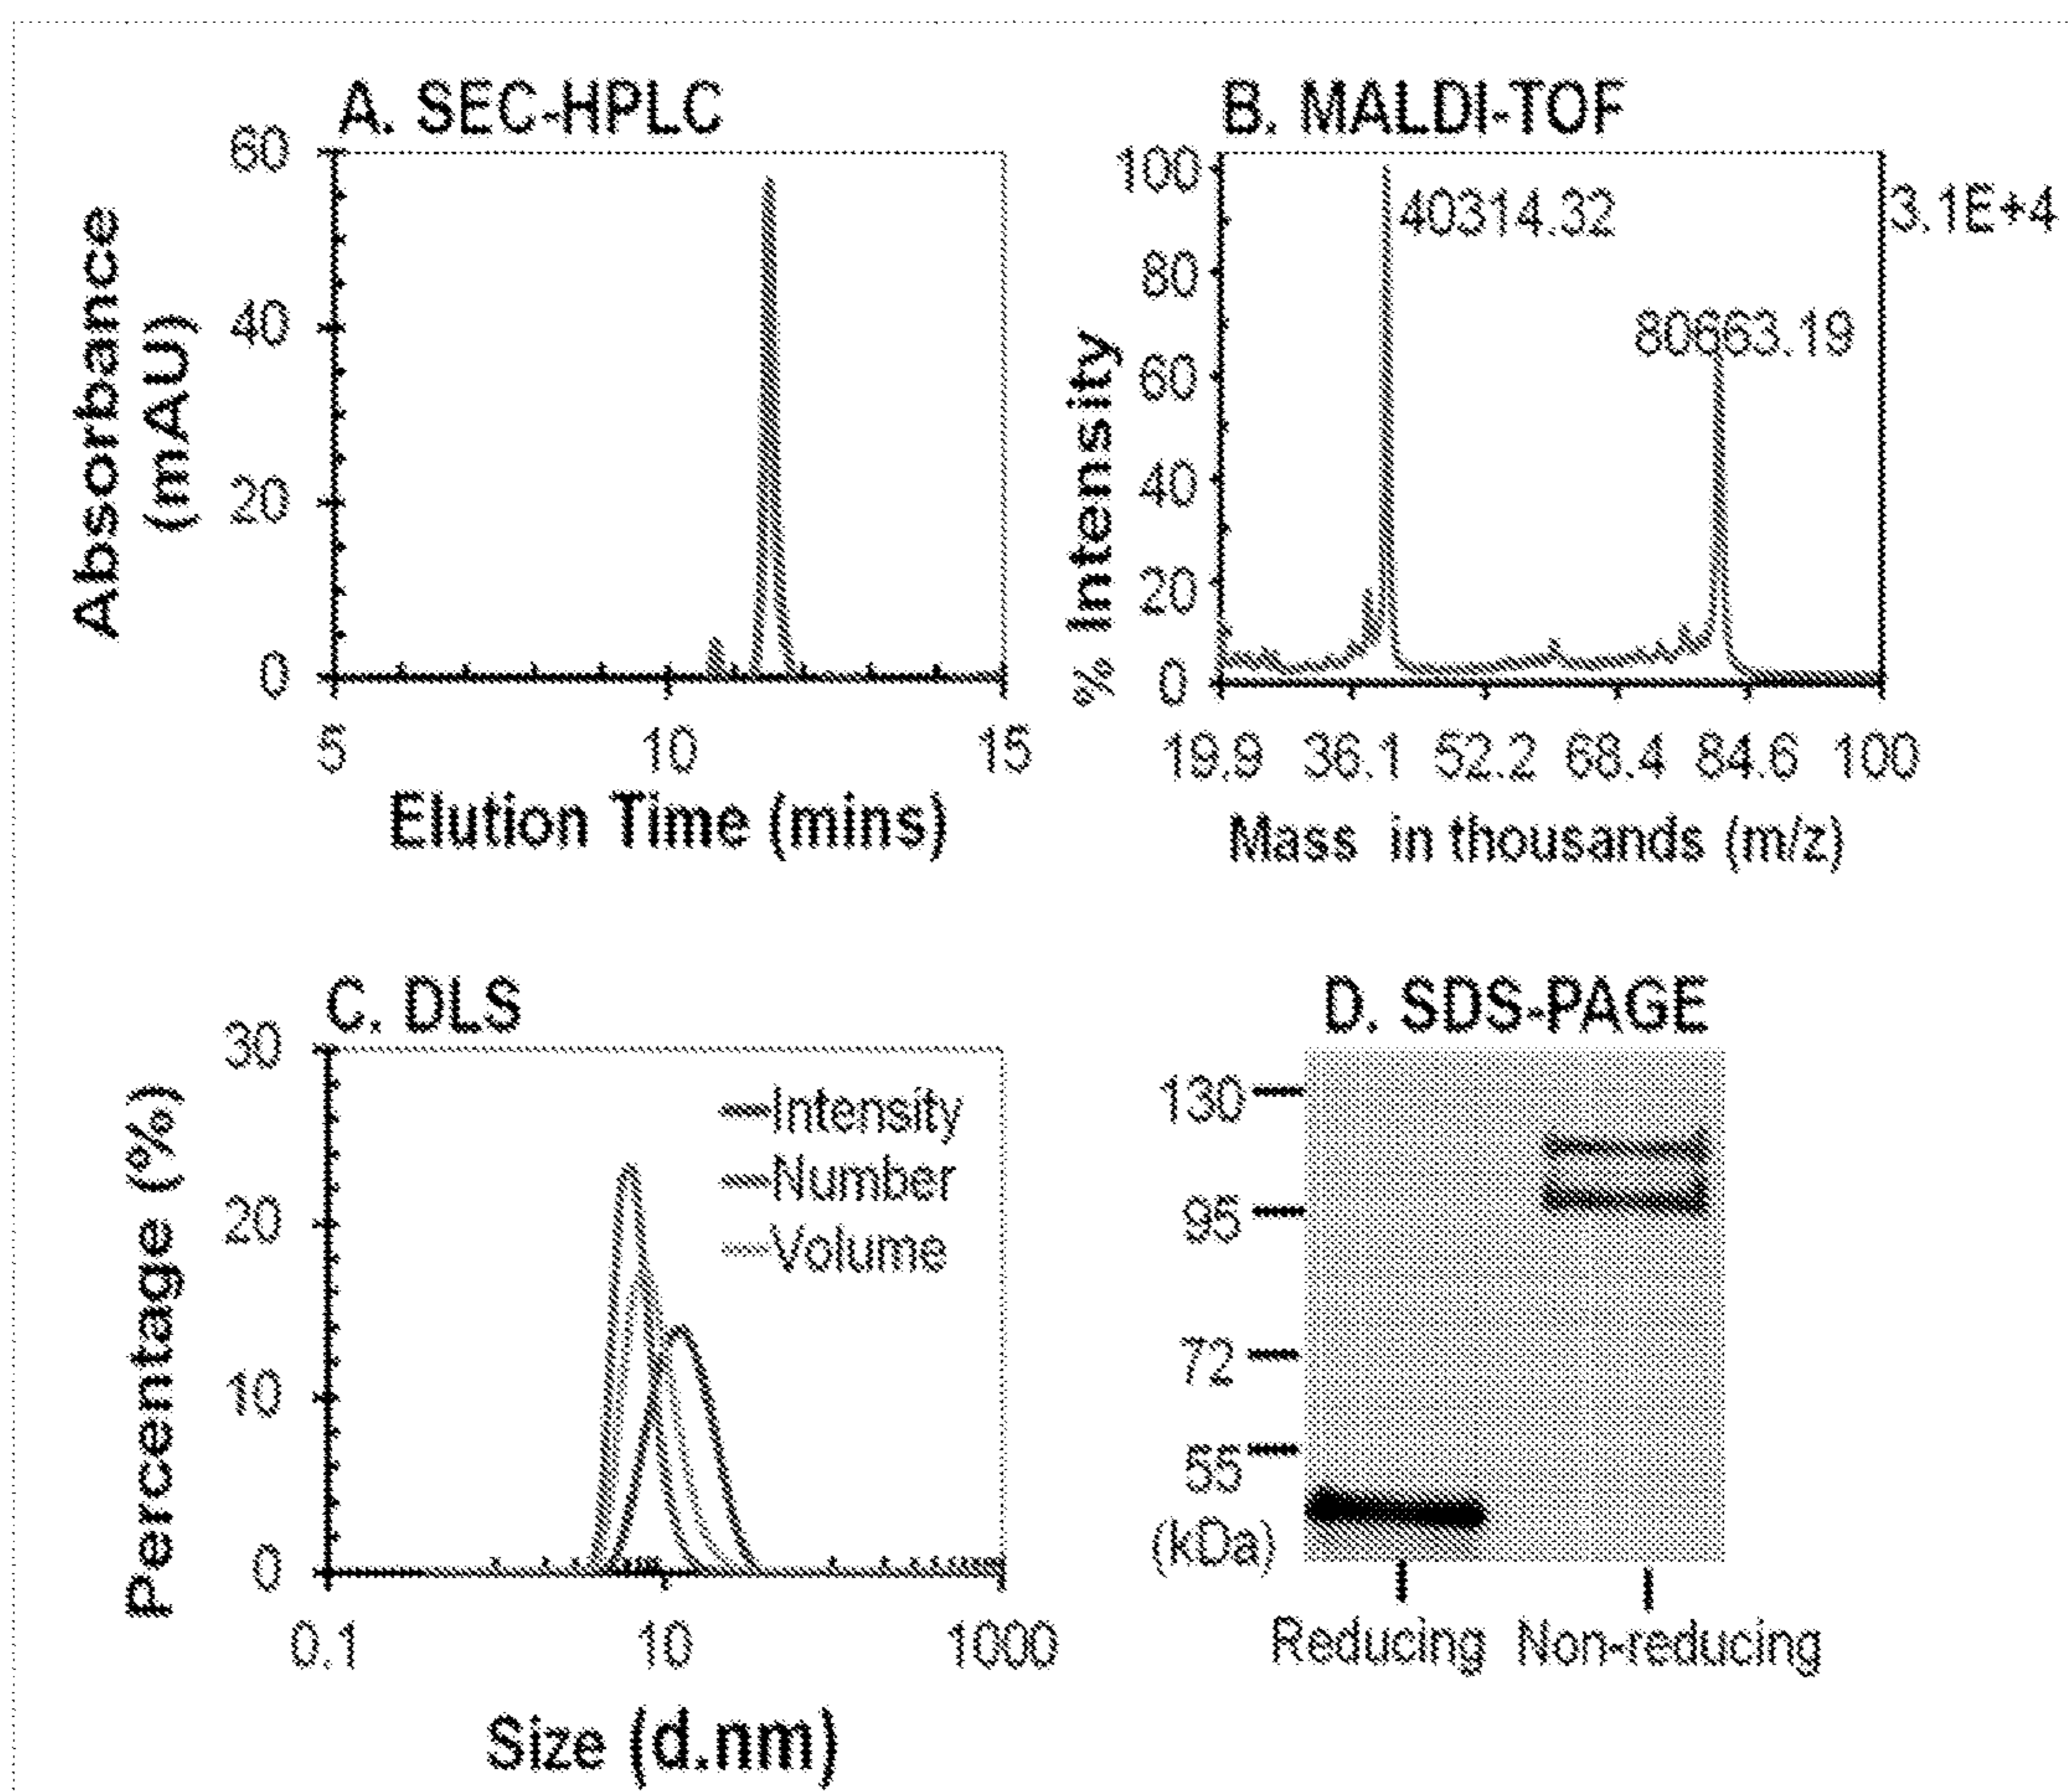 A. SEC-HPLC
60
40
20
0
Absorbance
(mAU)
5 10 15
Elution Time (mins)
B. MALDI-TOF
100
80
60
40
20
0
% Intensity
40314.32
80663.19
3.1E+4
19.9 36.1 52.2 68.4 84.6 100
Mass in thousands (m/z)
C. DLS
30
20
10
0
Percentage (%)
Intensity
Number
Volume
0.1 10 1000
Size (d.nm)
D. SDS-PAGE
130
95
72
55
(kDa)
Reducing Non-reducing